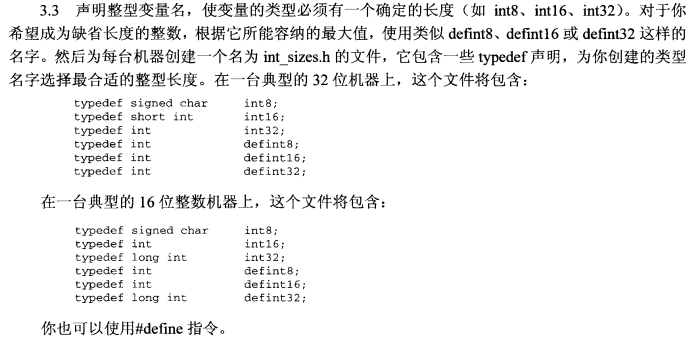 3.3 声明整型变量名，使变量的类型必须有一个确定的长度（如 int8、int16、int32）。对于你
希望成为缺省长度的整数，根据它所能容纳的最大值，使用类似 defint8、defint16 或 defint32 这样的
名字。然后为每台机器创建一个名为 int_sizes.h 的文件，它包含一些 typedef 声明，为你创建的类型
名字选择最合适的整型长度。在一台典型的 32 位机器上，这个文件将包含：
typedef signed char int8;
typedef short int int16;
typedef int int32;
typedef int defint8;
typedef int defint16;
typedef int defint32;
在一台典型的 16 位整数机器上，这个文件将包含：
typedef signed char int8;
typedef int int16;
typedef long int int32;
typedef int defint8;
typedef int defint16;
typedef long int defint32;
你也可以使用#define 指令。